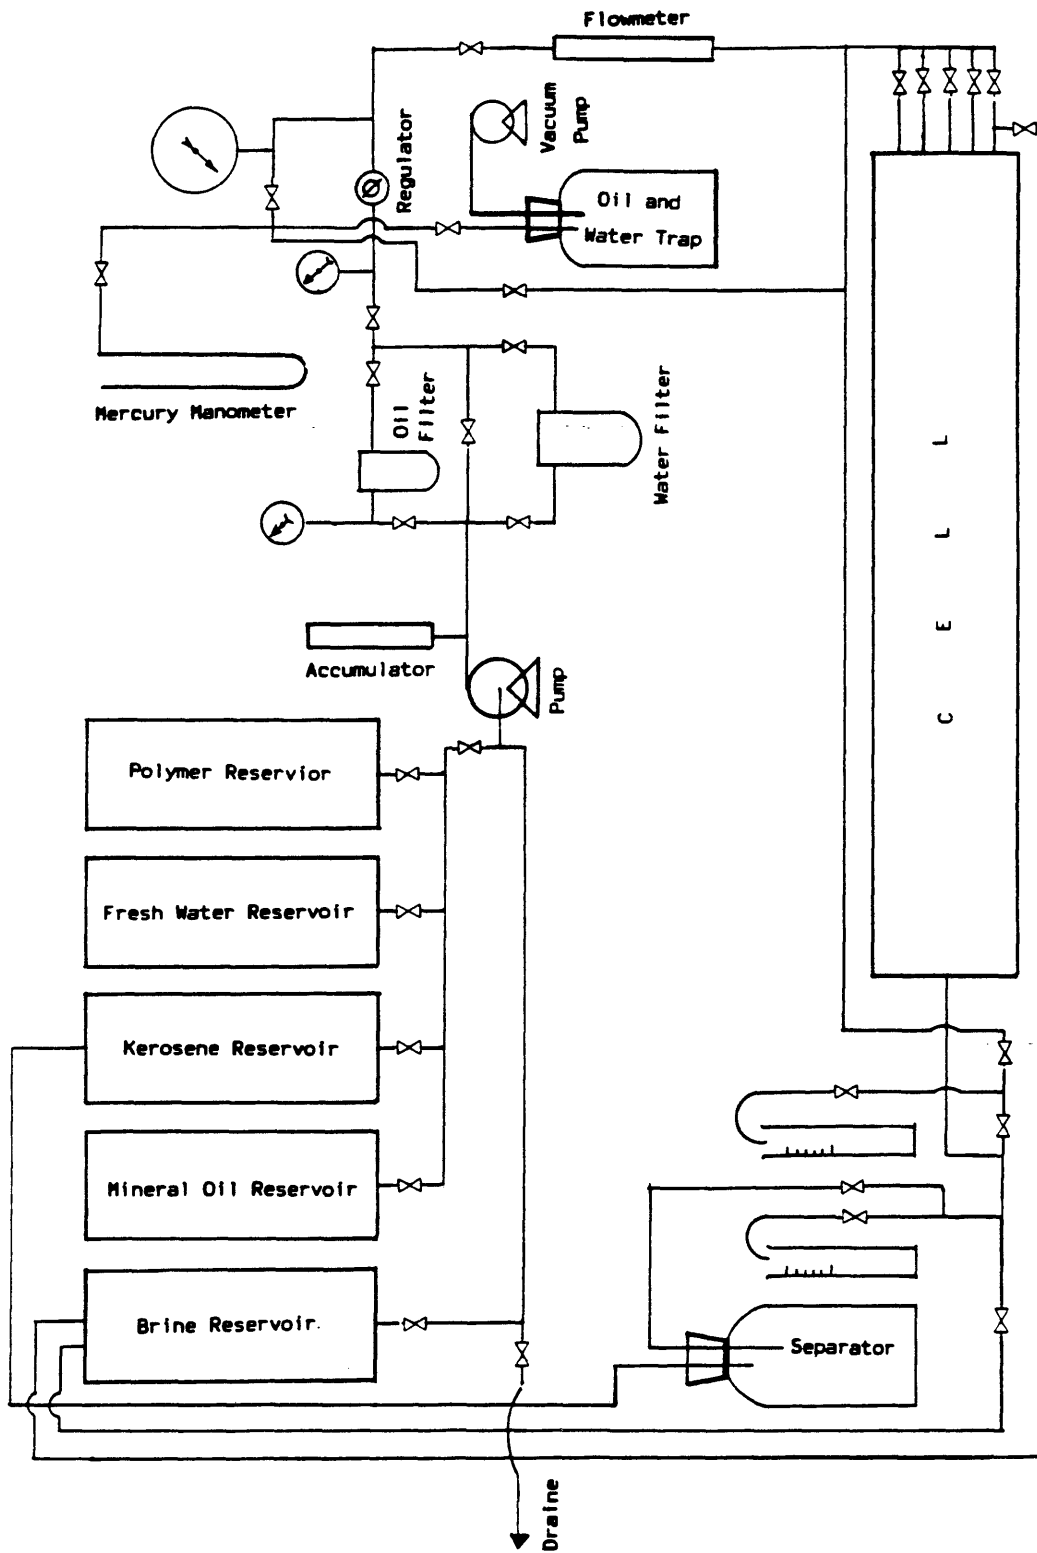 Flowmeter
Vacuum
Pump
Regulator
Oil and
Water Trap
Mercury Manometer
Oil
Filter
Water Filter
Accumulator
Pump
C E L L
Polymer Reservior
Fresh Water Reservoir
Kerosene Reservoir
Mineral Oil Reservoir
Brine Reservoir
Separator
Draine